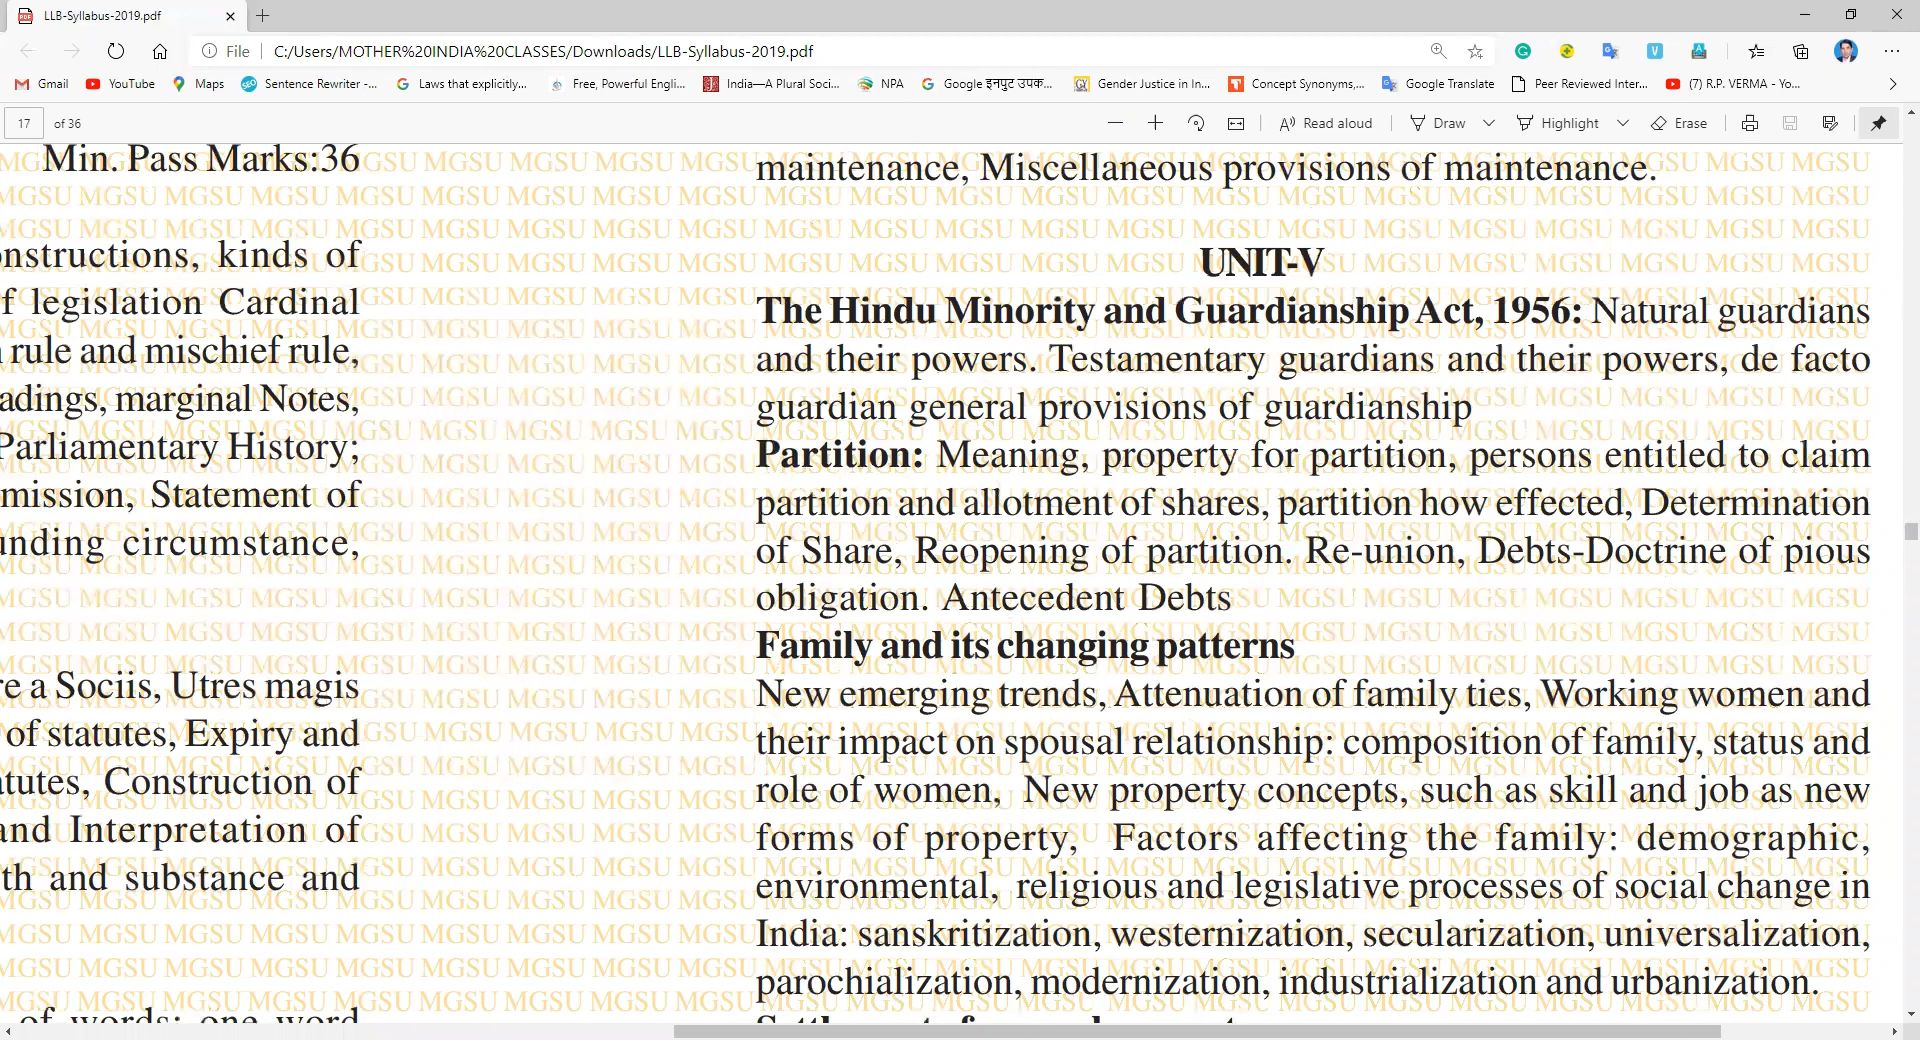 LLB-Syllabus-2019.pdf
File
C:/Users/MOTHER%20INDIA%20CLASSES/Downloads/LLB-Syllabus-2019.pdf
Gmail YouTube Maps Sentence Rewriter -... Laws that explicitly... Free, Powerful Engli... India—A Plural Soci... NPA Google इनपुट उपक... Gender Justice in In... Concept Synonyms,... Google Translate Peer Reviewed Inter... (7) R.P. VERMA - Yo...
17 of 36 Read aloud Draw Highlight Erase
Min. Pass Marks:36
onstructions, kinds of
f legislation Cardinal
rule and mischief rule,
adings, marginal Notes,
Parliamentary History;
mission, Statement of
unding circumstance,
re a Sociis, Utres magis
of statutes, Expiry and
atutes, Construction of
and Interpretation of
th and substance and
of words: one word
maintenance, Miscellaneous provisions of maintenance.
UNIT-V
The Hindu Minority and Guardianship Act, 1956: Natural guardians
and their powers. Testamentary guardians and their powers, de facto
guardian general provisions of guardianship
Partition: Meaning, property for partition, persons entitled to claim
partition and allotment of shares, partition how effected, Determination
of Share, Reopening of partition. Re-union, Debts-Doctrine of pious
obligation. Antecedent Debts
Family and its changing patterns
New emerging trends, Attenuation of family ties, Working women and
their impact on spousal relationship: composition of family, status and
role of women, New property concepts, such as skill and job as new
forms of property, Factors affecting the family: demographic,
environmental, religious and legislative processes of social change in
India: sanskritization, westernization, secularization, universalization,
parochialization, modernization, industrialization and urbanization.